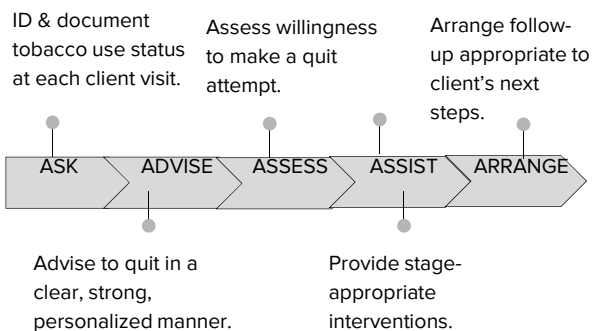 ID & document
tobacco use status
at each client visit.
Assess willingness
to make a quit
attempt.
Arrange follow-
up appropriate to
client’s next
steps.
ASK
ADVISE
ASSESS
ASSIST
ARRANGE
Advise to quit in a
clear, strong,
personalized manner.
Provide stage-
appropriate
interventions.